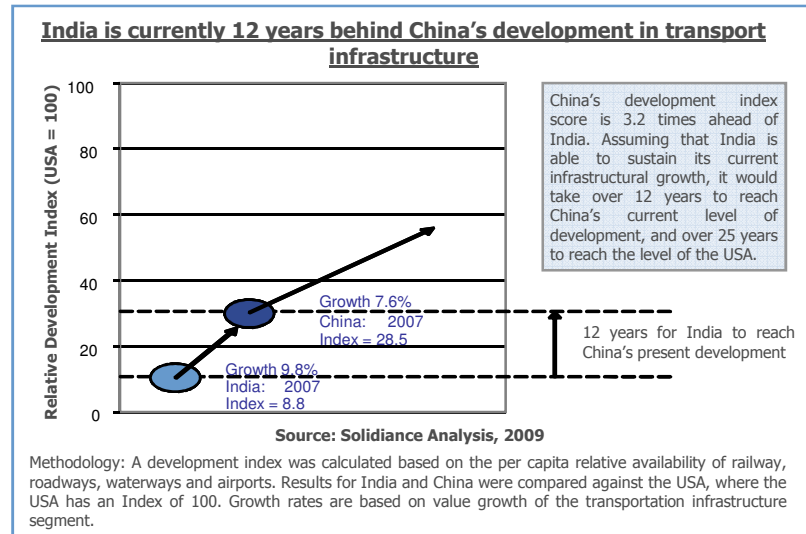 India is currently 12 years behind China's development in transport
infrastructure
Relative Development Index (USA = 100)
100
80
60
40
20
0
China's development index
score is 3.2 times ahead of
India. Assuming that India is
able to sustain its current
infrastructural growth, it would
take over 12 years to reach
China's current level of
development, and over 25 years
to reach the level of the USA.
Growth 7.6%
China: 2007
Index = 28.5
12 years for India to reach
China's present development
Growth 9.8%
India: 2007
Index = 8.8
Source: Solidiance Analysis, 2009
Methodology: A development index was calculated based on the per capita relative availability of railway,
roadways, waterways and airports. Results for India and China were compared against the USA, where the
USA has an Index of 100. Growth rates are based on value growth of the transportation infrastructure
segment.